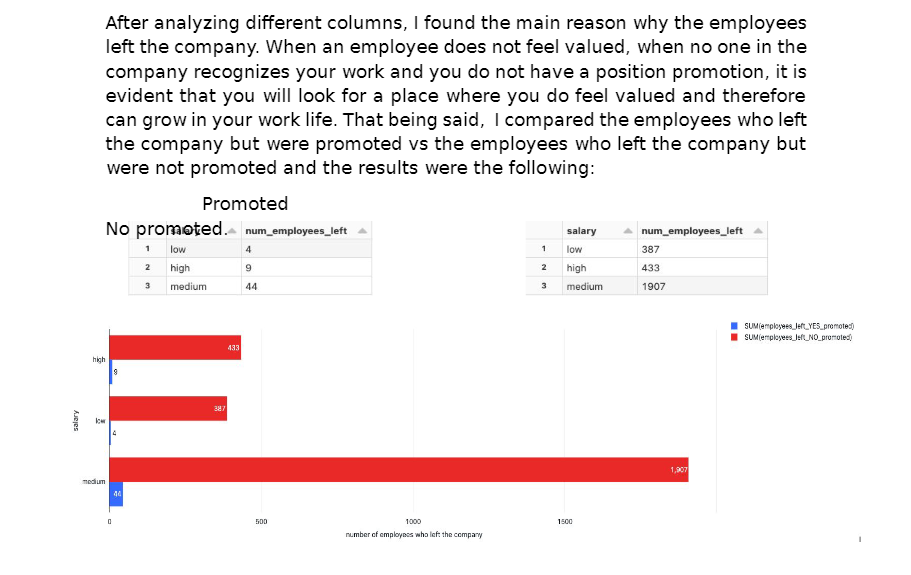 After analyzing different columns, I found the main reason why the employees
left the company. When an employee does not feel valued, when no one in the
company recognizes your work and you do not have a position promotion, it is
evident that you will look for a place where you do feel valued and therefore
can grow in your work life. That being said, I compared the employees who left
the company but were promoted vs the employees who left the company but
were not promoted and the results were the following:
Promoted
No promoted.
salary num_employees_left
1 low 4
2 high 9
3 medium 44
salary num_employees_left
1 low 387
2 high 433
3 medium 1907
SUM(employees_left_YES_promoted)
SUM(employees_left_NO_promoted)
salary
high 433
9
low 387
4
medium 1,907
44
0 500 1000 1500
number of employees who left the company